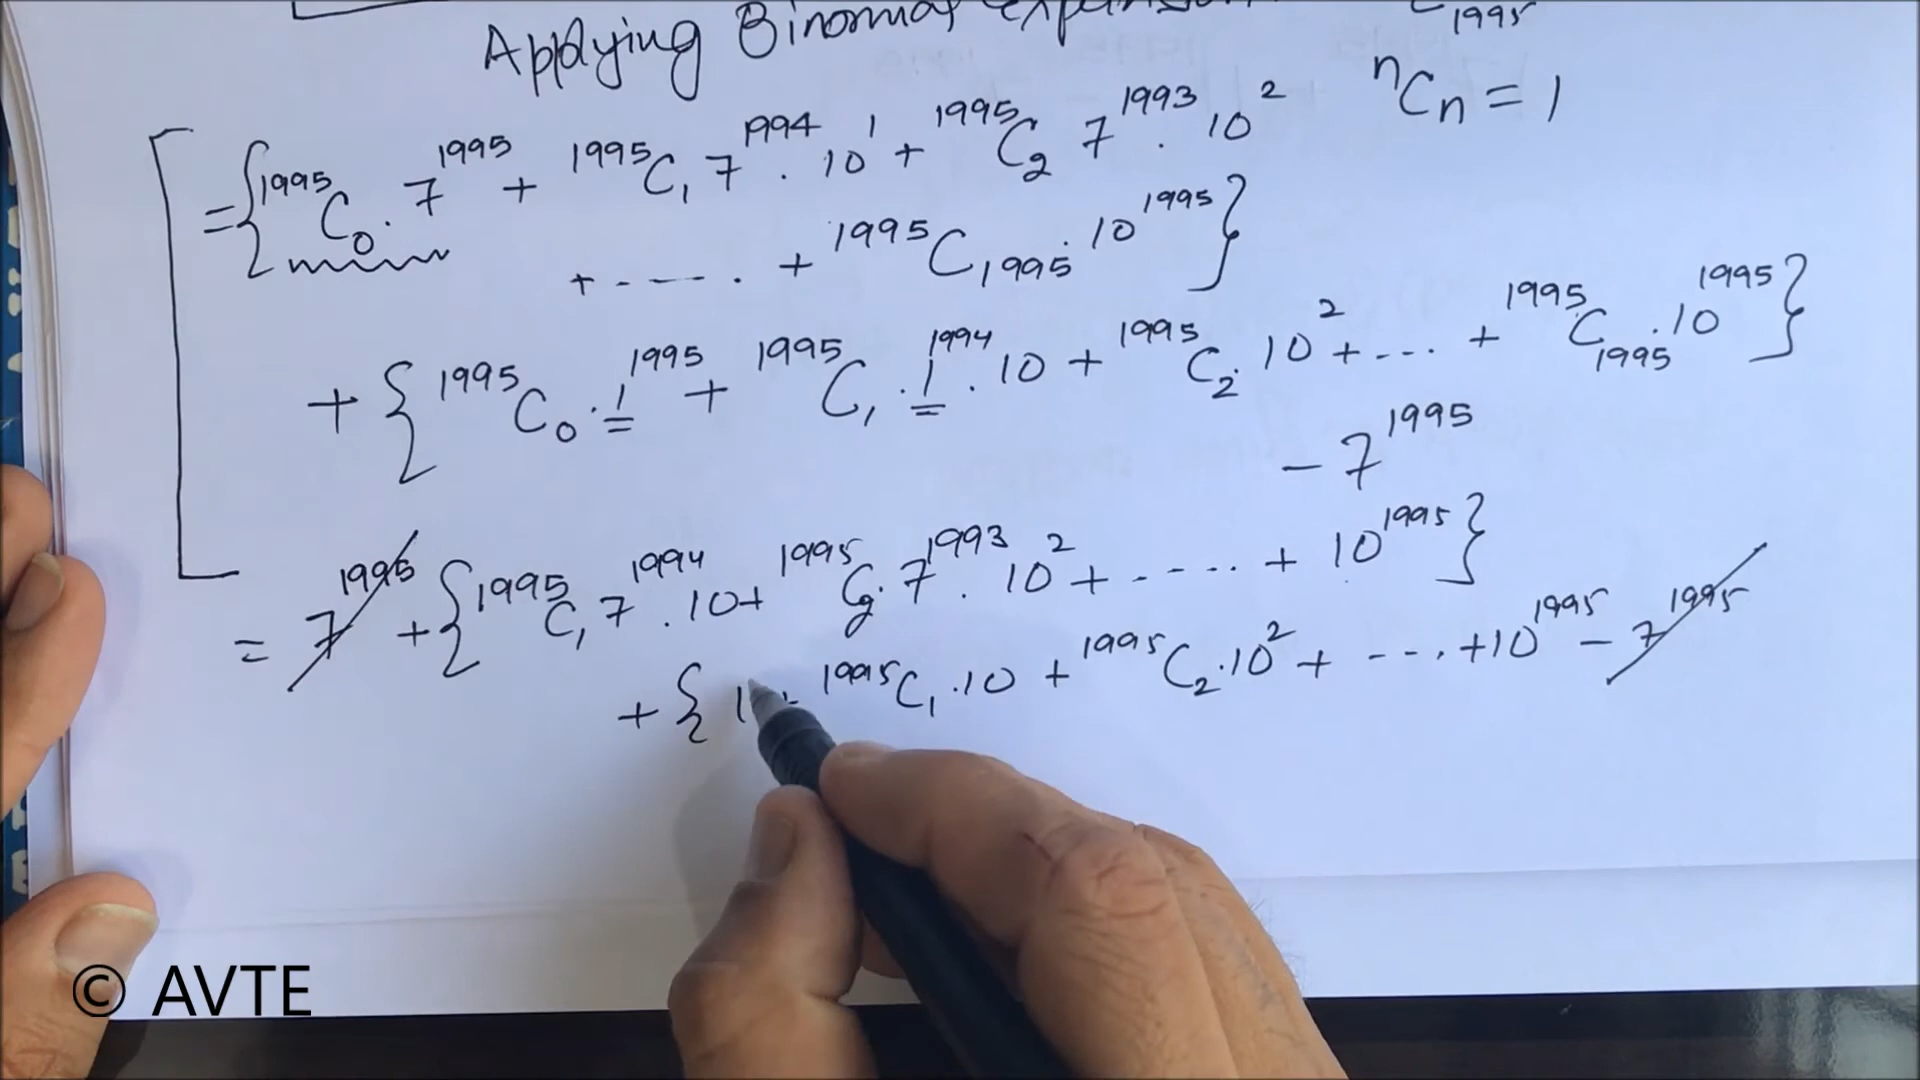 Applying Binomial Expansion
1995
ⁿCₙ = 1
= { ¹⁹⁹⁵C₀ . 7¹⁹⁹⁵ + ¹⁹⁹⁵C₁ 7¹⁹⁹⁴ . 10¹ + ¹⁹⁹⁵C₂ 7¹⁹⁹³ . 10²
+ - — . + ¹⁹⁹⁵C₁₉₉₅ . 10¹⁹⁹⁵ }
+ { ¹⁹⁹⁵C₀ . 1¹⁹⁹⁵ + ¹⁹⁹⁵C₁ . 1¹⁹⁹⁴ . 10 + ¹⁹⁹⁵C₂ . 10² + - . . . + ¹⁹⁹⁵C₁₉₉₅ . 10¹⁹⁹⁵ }
- 7¹⁹⁹⁵
= 7¹⁹⁹⁵ + { ¹⁹⁹⁵C₁ 7¹⁹⁹⁴ . 10 + ¹⁹⁹⁵C₂ . 7¹⁹⁹³ . 10² + - . - - . . + 10¹⁹⁹⁵ }
+ { 1 + ¹⁹⁹⁵C₁ . 10 + ¹⁹⁹⁵C₂ . 10² + - - - . + 10¹⁹⁹⁵ - 7¹⁹⁹⁵
© AVTE